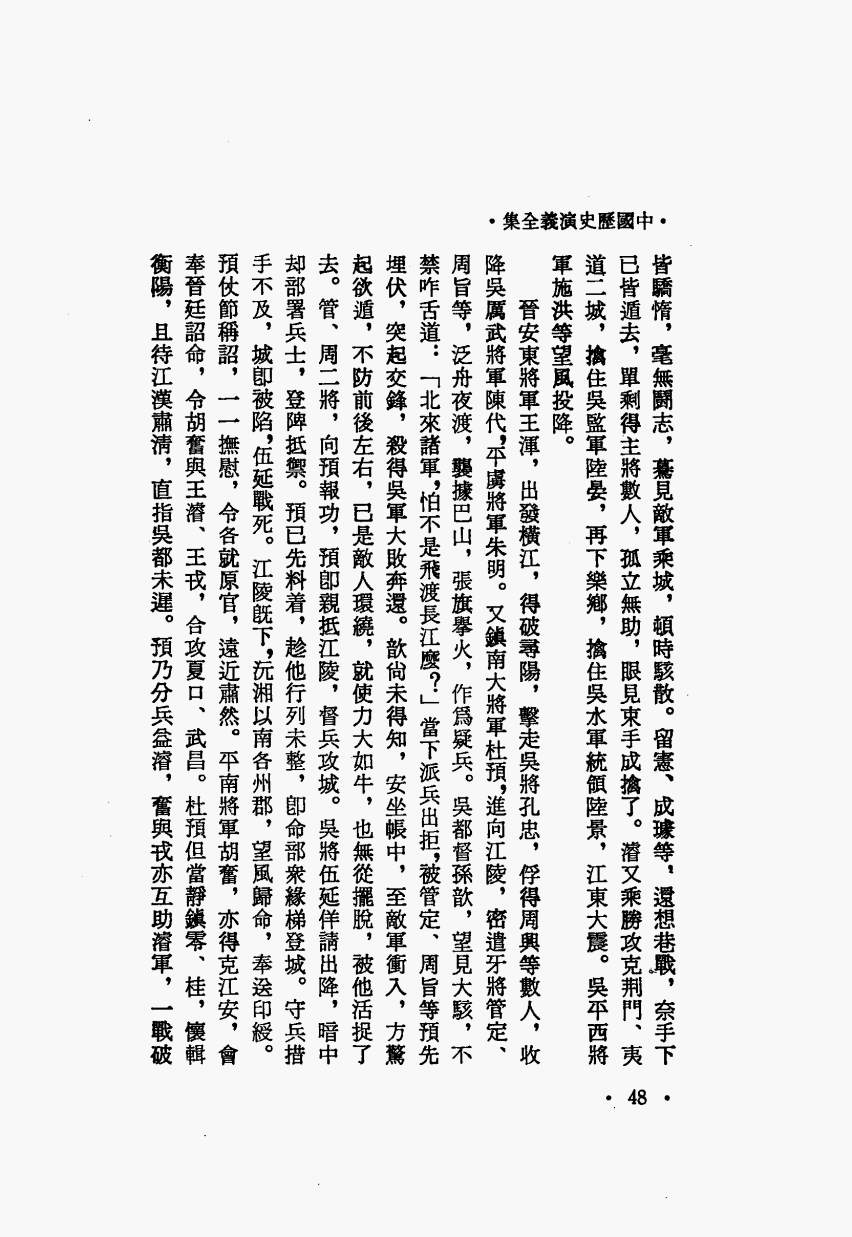 •中國歷史演義全集•
皆驕惰，毫無鬬志，驀見敵軍乘城，頓時駭散。留憲、成璩等，還想巷戰，奈手下
已皆遁去，單剩得主將數人，孤立無助，眼見束手成擒了。濬又乘勝攻克荆門、夷
道二城，擒住吳監軍陸晏，再下樂鄉，擒住吳水軍統領陸景，江東大震。吳平西將
軍施洪等望風投降。
晉安東將軍王渾，出發橫江，得破尋陽，擊走吳將孔忠，俘得周興等數人，收
降吳厲武將軍陳代，平虜將軍朱明。又鎮南大將軍杜預，進向江陵，密遣牙將管定、
周旨等，泛舟夜渡，襲據巴山，張旗舉火，作爲疑兵。吳都督孫歆，望見大駭，不
禁咋舌道：「北來諸軍，怕不是飛渡長江麼？」當下派兵出拒，被管定、周旨等預先
埋伏，突起交鋒，殺得吳軍大敗奔還。歆尙未得知，安坐帳中，至敵軍衝入，方驚
起欲遁，不防前後左右，已是敵人環繞，就使力大如牛，也無從擺脫，被他活捉了
去。管、周二將，向預報功，預卽親抵江陵，督兵攻城。吳將伍延佯請出降，暗中
却部署兵士，登陴抵禦。預已先料着，趁他行列未整，卽命部衆緣梯登城。守兵措
手不及，城卽被陷，伍延戰死。江陵旣下，沅湘以南各州郡，望風歸命，奉送印綬。
預仗節稱詔，一一撫慰，令各就原官，遠近肅然。平南將軍胡奮，亦得克江安，會
奉晉廷詔命，令胡奮與王濬、王戎，合攻夏口、武昌。杜預但當靜鎮零、桂，懷輯
衡陽，且待江漢肅清，直指吳都未遲。預乃分兵益濬，奮與戎亦互助濬軍，一戰破
• 48 •